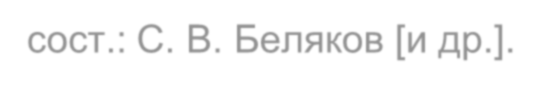 сост.: С. В. Беляков [и др.].